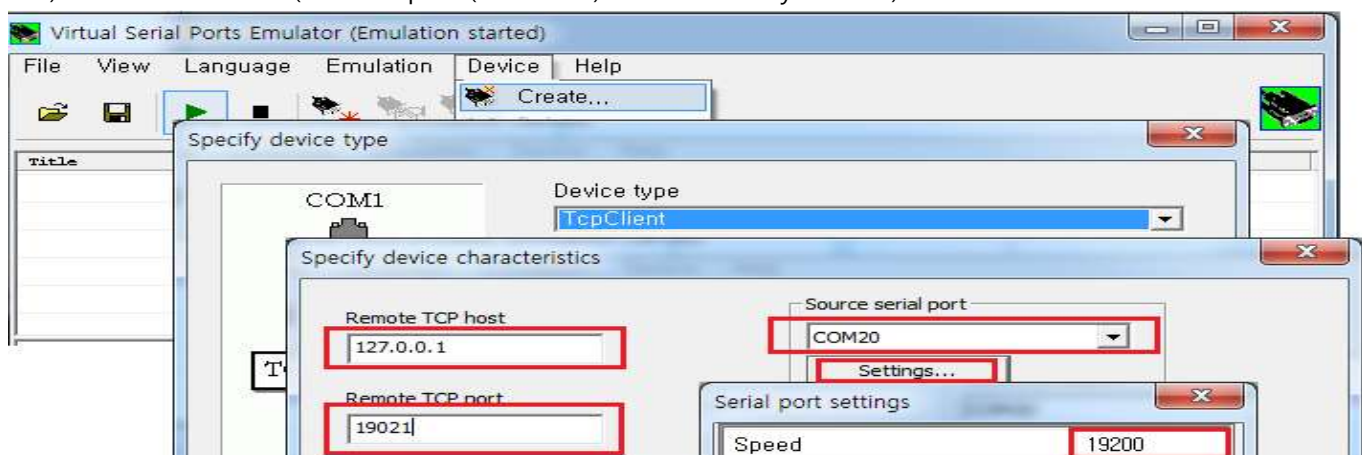 Virtual Serial Ports Emulator (Emulation started)
File View Language Emulation Device Help
Create...
Specify device type
Title
COM1
Device type
TcpClient
Specify device characteristics
Remote TCP host
Source serial port
127.0.0.1
COM20
Settings...
Remote TCP port
Serial port settings
19021
Speed 19200